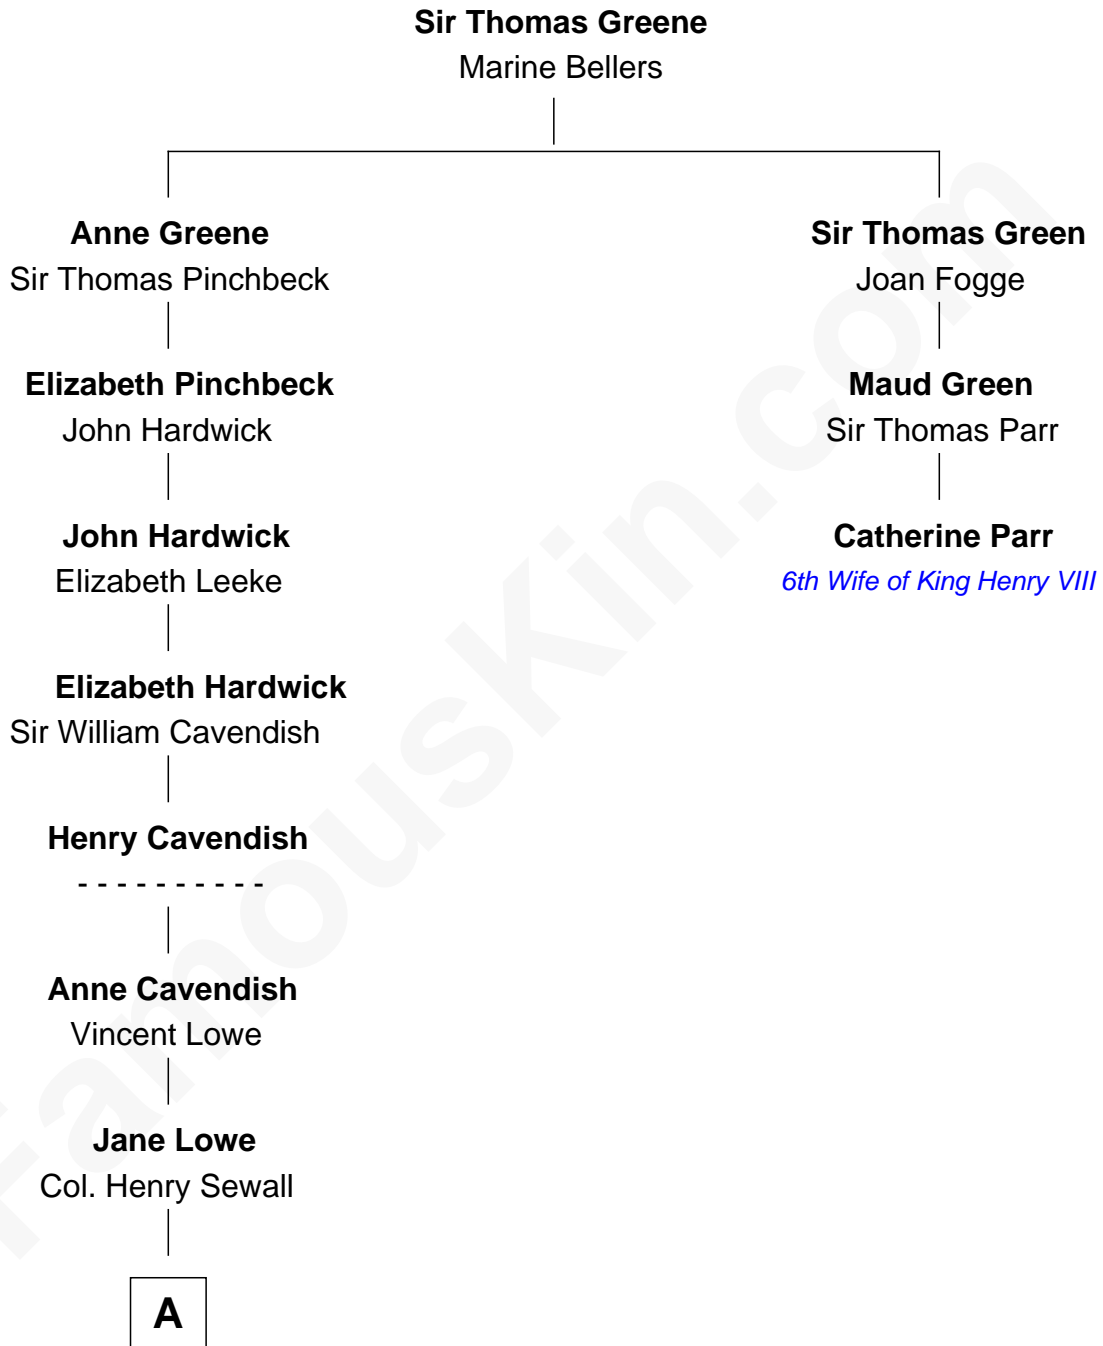 Sir Thomas Greene
Marine Bellers
Anne Greene
Sir Thomas Pinchbeck
Sir Thomas Green
Joan Fogge
Elizabeth Pinchbeck
John Hardwick
Maud Green
Sir Thomas Parr
John Hardwick
Elizabeth Leeke
Catherine Parr
6th Wife of King Henry VIII
Elizabeth Hardwick
Sir William Cavendish
Henry Cavendish
- - - - - - - - - -
Anne Cavendish
Vincent Lowe
Jane Lowe
Col. Henry Sewall
A
FamousKin.com